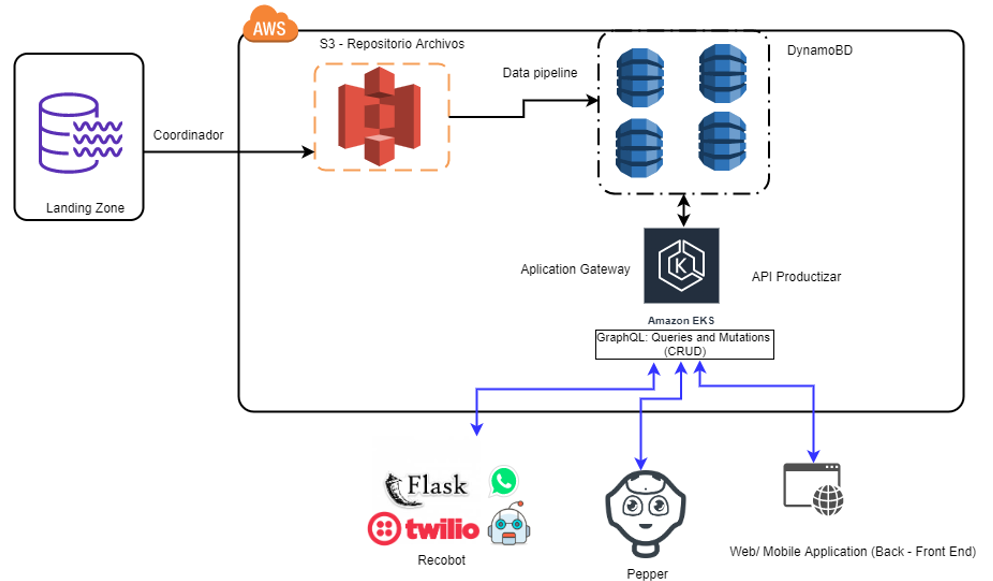 AWS
S3 - Repositorio Archivos
DynamoBD
Data pipeline
Coordinador
Landing Zone
Aplication Gateway
API Productizar
K
Amazon EKS
GraphQL: Queries and Mutations
(CRUD)
Flask
twilio
Recobot
Pepper
Web/ Mobile Application (Back - Front End)